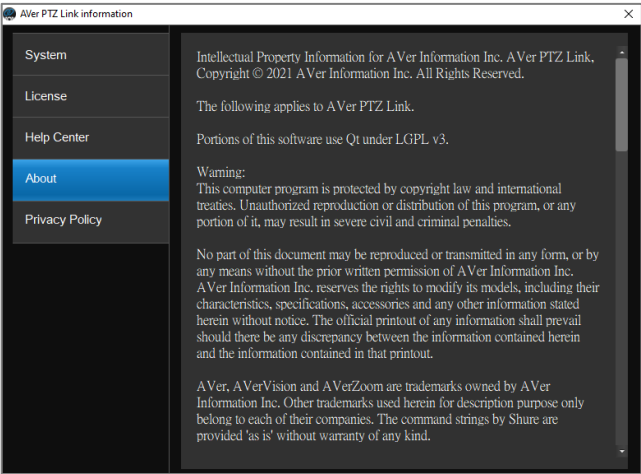 AVer PTZ Link information
System
License
Help Center
About
Privacy Policy
Intellectual Property Information for AVer Information Inc. AVer PTZ Link,
Copyright © 2021 AVer Information Inc. All Rights Reserved.
The following applies to AVer PTZ Link.
Portions of this software use Qt under LGPL v3.
Warning:
This computer program is protected by copyright law and international
treaties. Unauthorized reproduction or distribution of this program, or any
portion of it, may result in severe civil and criminal penalties.
No part of this document may be reproduced or transmitted in any form, or by
any means without the prior written permission of AVer Information Inc.
AVer Information Inc. reserves the rights to modify its models, including their
characteristics, specifications, accessories and any other information stated
herein without notice. The official printout of any information shall prevail
should there be any discrepancy between the information contained herein
and the information contained in that printout.
AVer, AVerVision and AVerZoom are trademarks owned by AVer
Information Inc. Other trademarks used herein for description purpose only
belong to each of their companies. The command strings by Shure are
provided 'as is' without warranty of any kind.